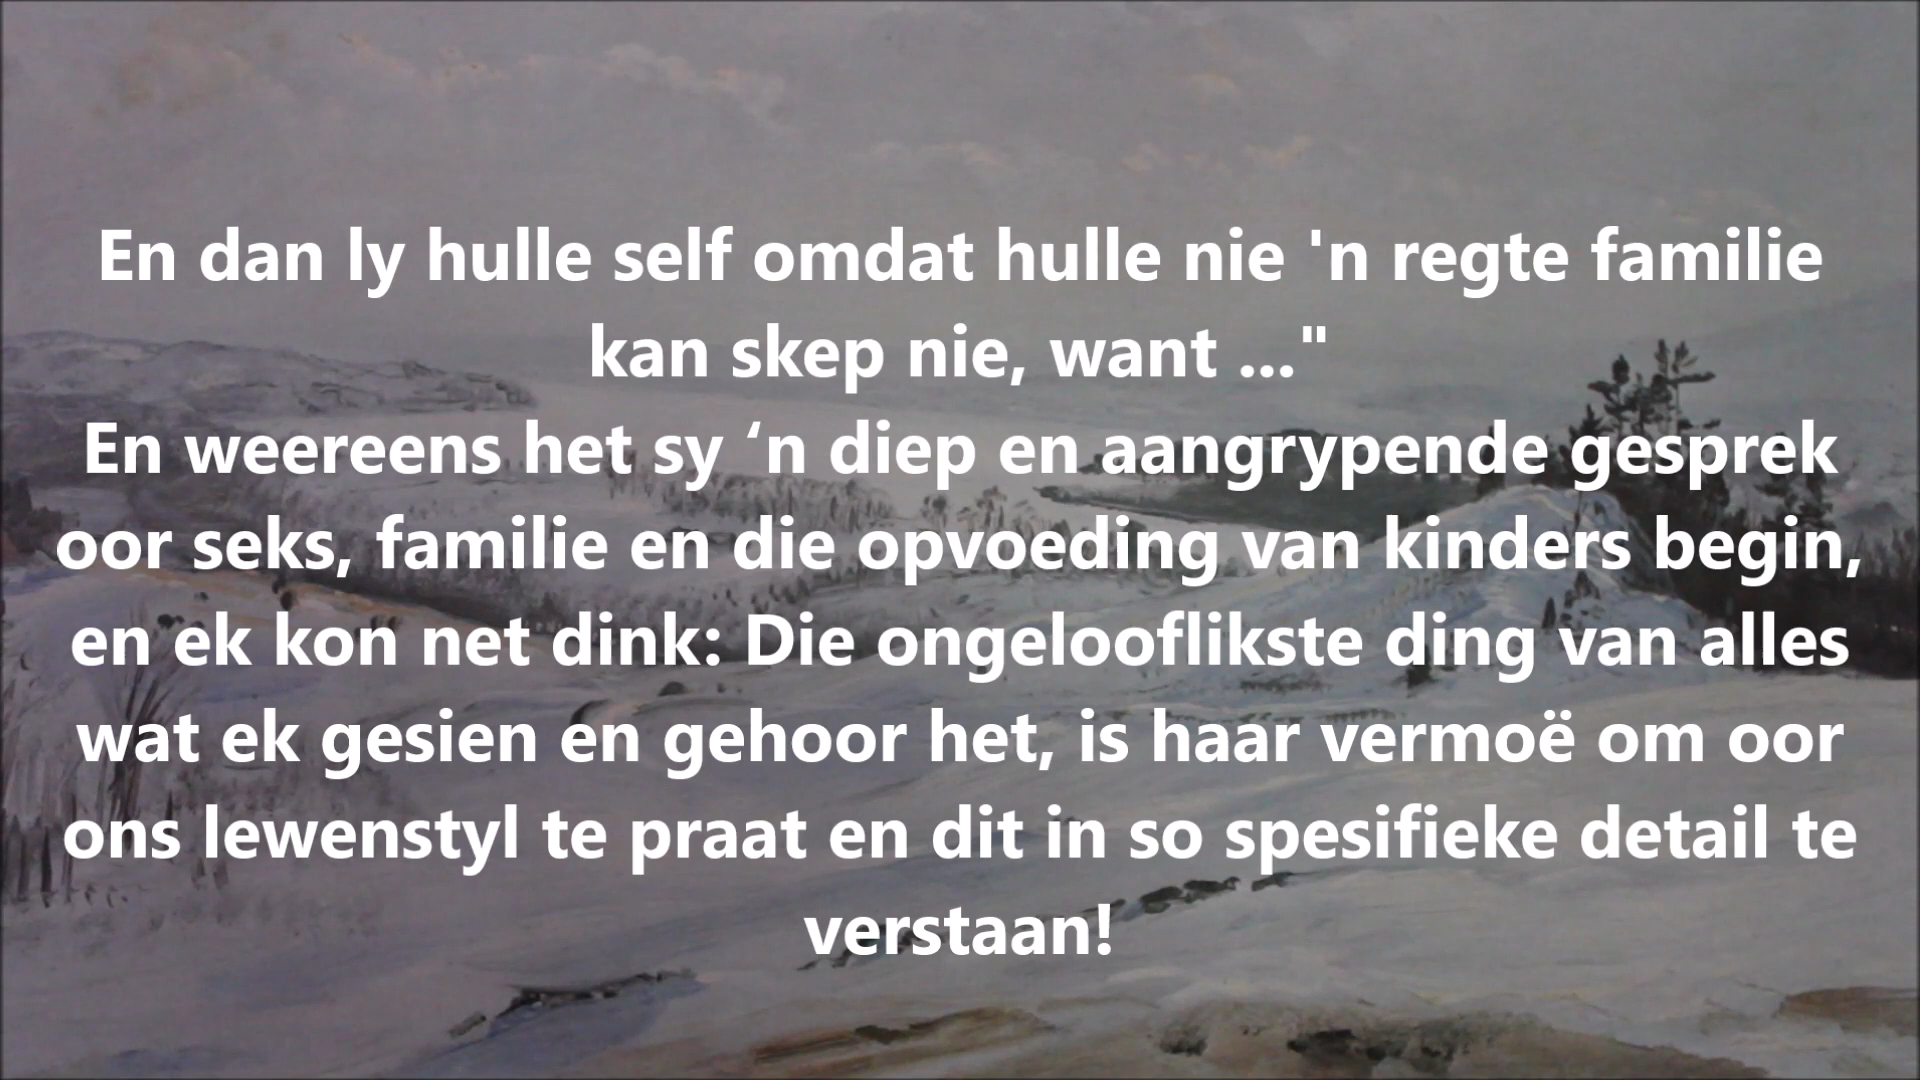 En dan ly hulle self omdat hulle nie 'n regte familie
kan skep nie, want ..."
En weereens het sy ‘n diep en aangrypende gesprek
oor seks, familie en die opvoeding van kinders begin,
en ek kon net dink: Die ongelooflikste ding van alles
wat ek gesien en gehoor het, is haar vermoë om oor
ons lewenstyl te praat en dit in so spesifieke detail te
verstaan!